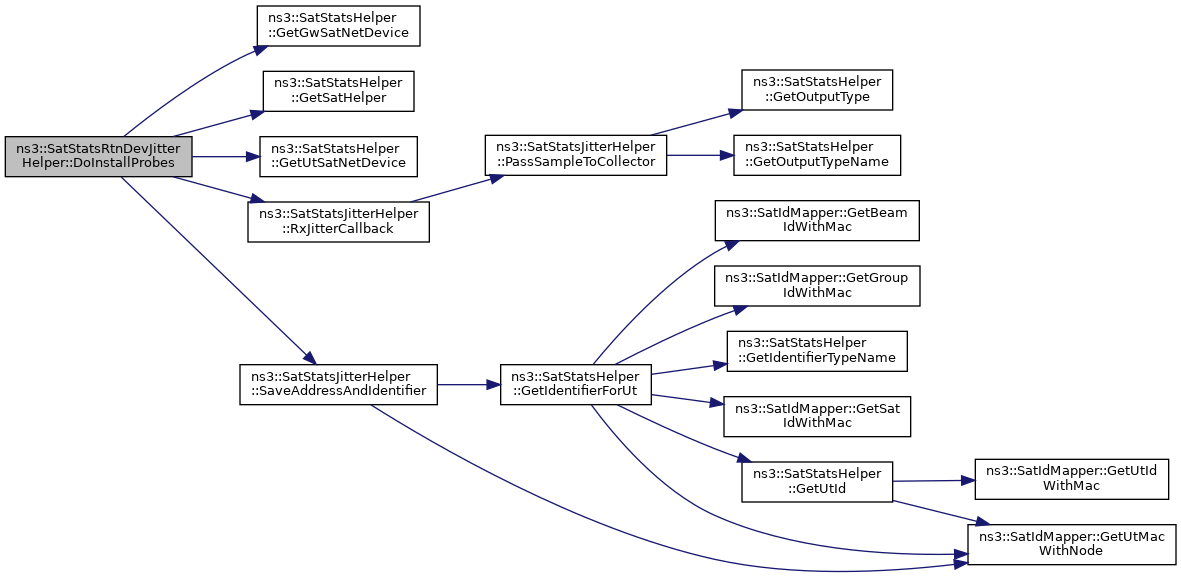 ns3::SatStatsRtnDevJitter
Helper::DoInstallProbes
ns3::SatStatsHelper
::GetGwSatNetDevice
ns3::SatStatsHelper
::GetSatHelper
ns3::SatStatsHelper
::GetUtSatNetDevice
ns3::SatStatsJitterHelper
::RxJitterCallback
ns3::SatStatsJitterHelper
::SaveAddressAndIdentifier
ns3::SatStatsJitterHelper
::PassSampleToCollector
ns3::SatStatsHelper
::GetOutputType
ns3::SatStatsHelper
::GetOutputTypeName
ns3::SatStatsHelper
::GetIdentifierForUt
ns3::SatIdMapper::GetBeam
IdWithMac
ns3::SatIdMapper::GetGroup
IdWithMac
ns3::SatStatsHelper
::GetIdentifierTypeName
ns3::SatIdMapper::GetSat
IdWithMac
ns3::SatStatsHelper
::GetUtId
ns3::SatIdMapper::GetUtId
WithMac
ns3::SatIdMapper::GetUtMac
WithNode